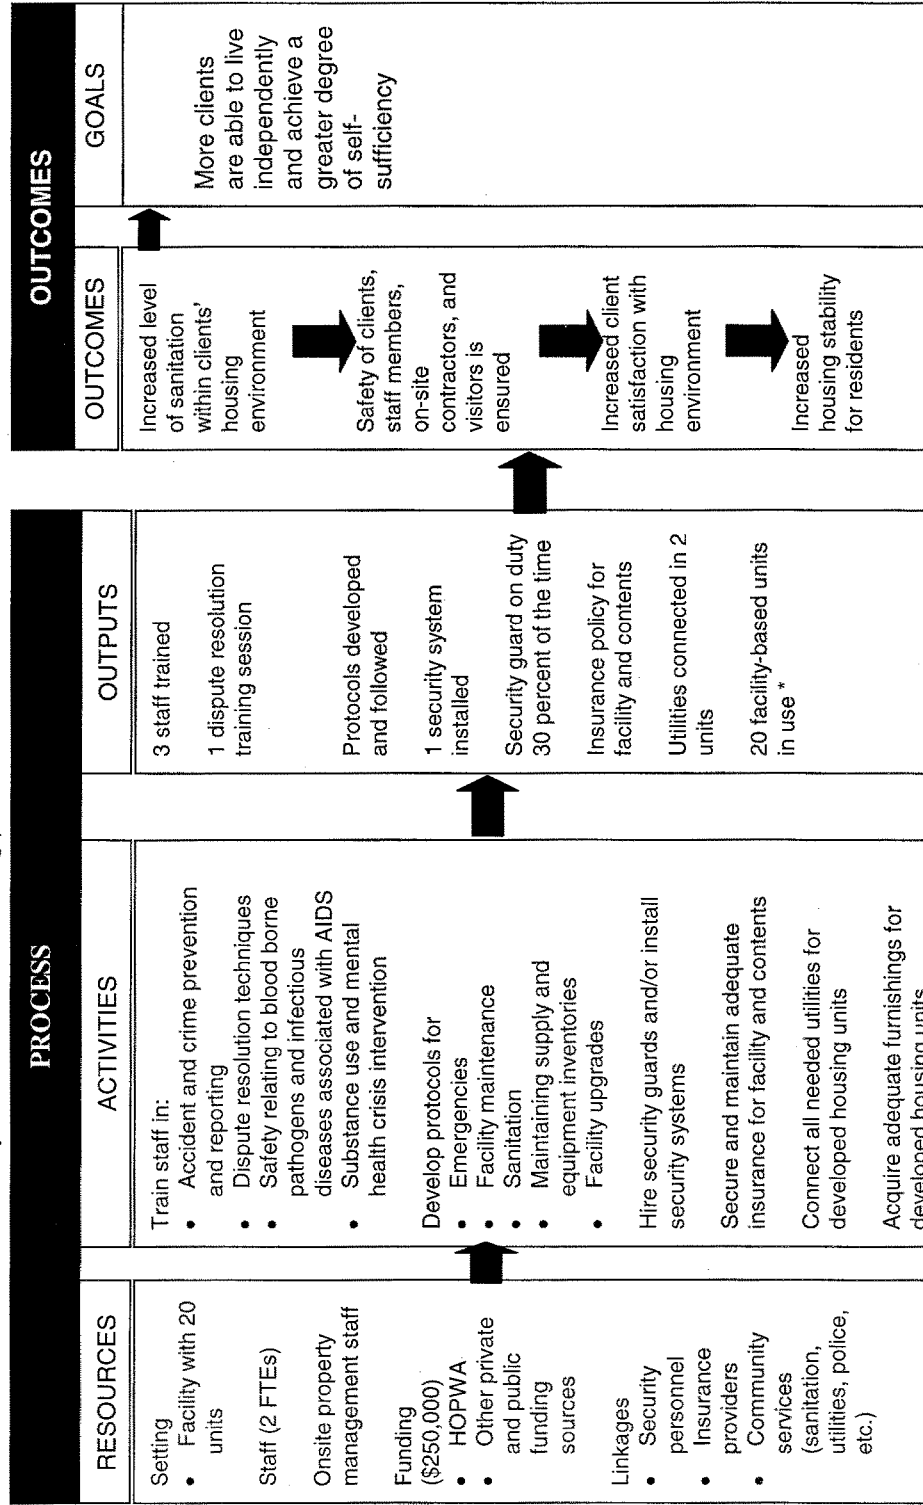 PROCESS
OUTCOMES
RESOURCES
ACTIVITIES
OUTPUTS
OUTCOMES
GOALS
Setting
• Facility with 20
units
Staff (2 FTEs)
Onsite property
management staff
Funding
($250,000)
• HOPWA
• Other private
and public
funding
sources
Linkages
• Security
personnel
• Insurance
providers
• Community
services
(sanitation,
utilities, police,
etc.)
Train staff in:
• Accident and crime prevention
and reporting
• Dispute resolution techniques
• Safety relating to blood borne
pathogens and infectious
diseases associated with AIDS
• Substance use and mental
health crisis intervention
Develop protocols for
• Emergencies
• Facility maintenance
• Sanitation
• Maintaining supply and
equipment inventories
• Facility upgrades
Hire security guards and/or install
security systems
Secure and maintain adequate
insurance for facility and contents
Connect all needed utilities for
developed housing units
Acquire adequate furnishings for
developed housing units
3 staff trained
1 dispute resolution
training session
Protocols developed
and followed
1 security system
installed
Security guard on duty
30 percent of the time
Insurance policy for
facility and contents
Utilities connected in 2
units
20 facility-based units
in use *
Increased level
of sanitation
within clients'
housing
environment
Safety of clients,
staff members,
on-site
contractors, and
visitors is
ensured
Increased client
satisfaction with
housing
environment
Increased
housing stability
for residents
More clients
are able to live
independently
and achieve a
greater degree
of self-
sufficiency